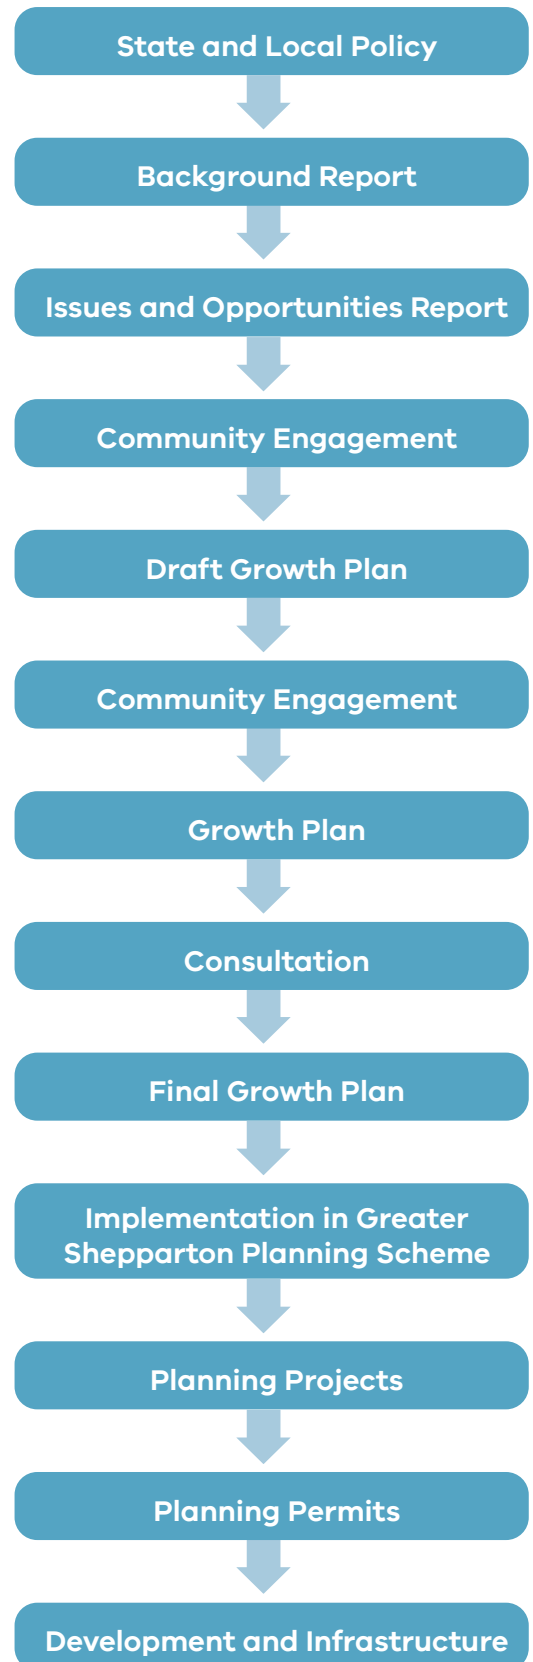 State and Local Policy
Background Report
Issues and Opportunities Report
Community Engagement
Draft Growth Plan
Community Engagement
Growth Plan
Consultation
Final Growth Plan
Implementation in Greater
Shepparton Planning Scheme
Planning Projects
Planning Permits
Development and Infrastructure